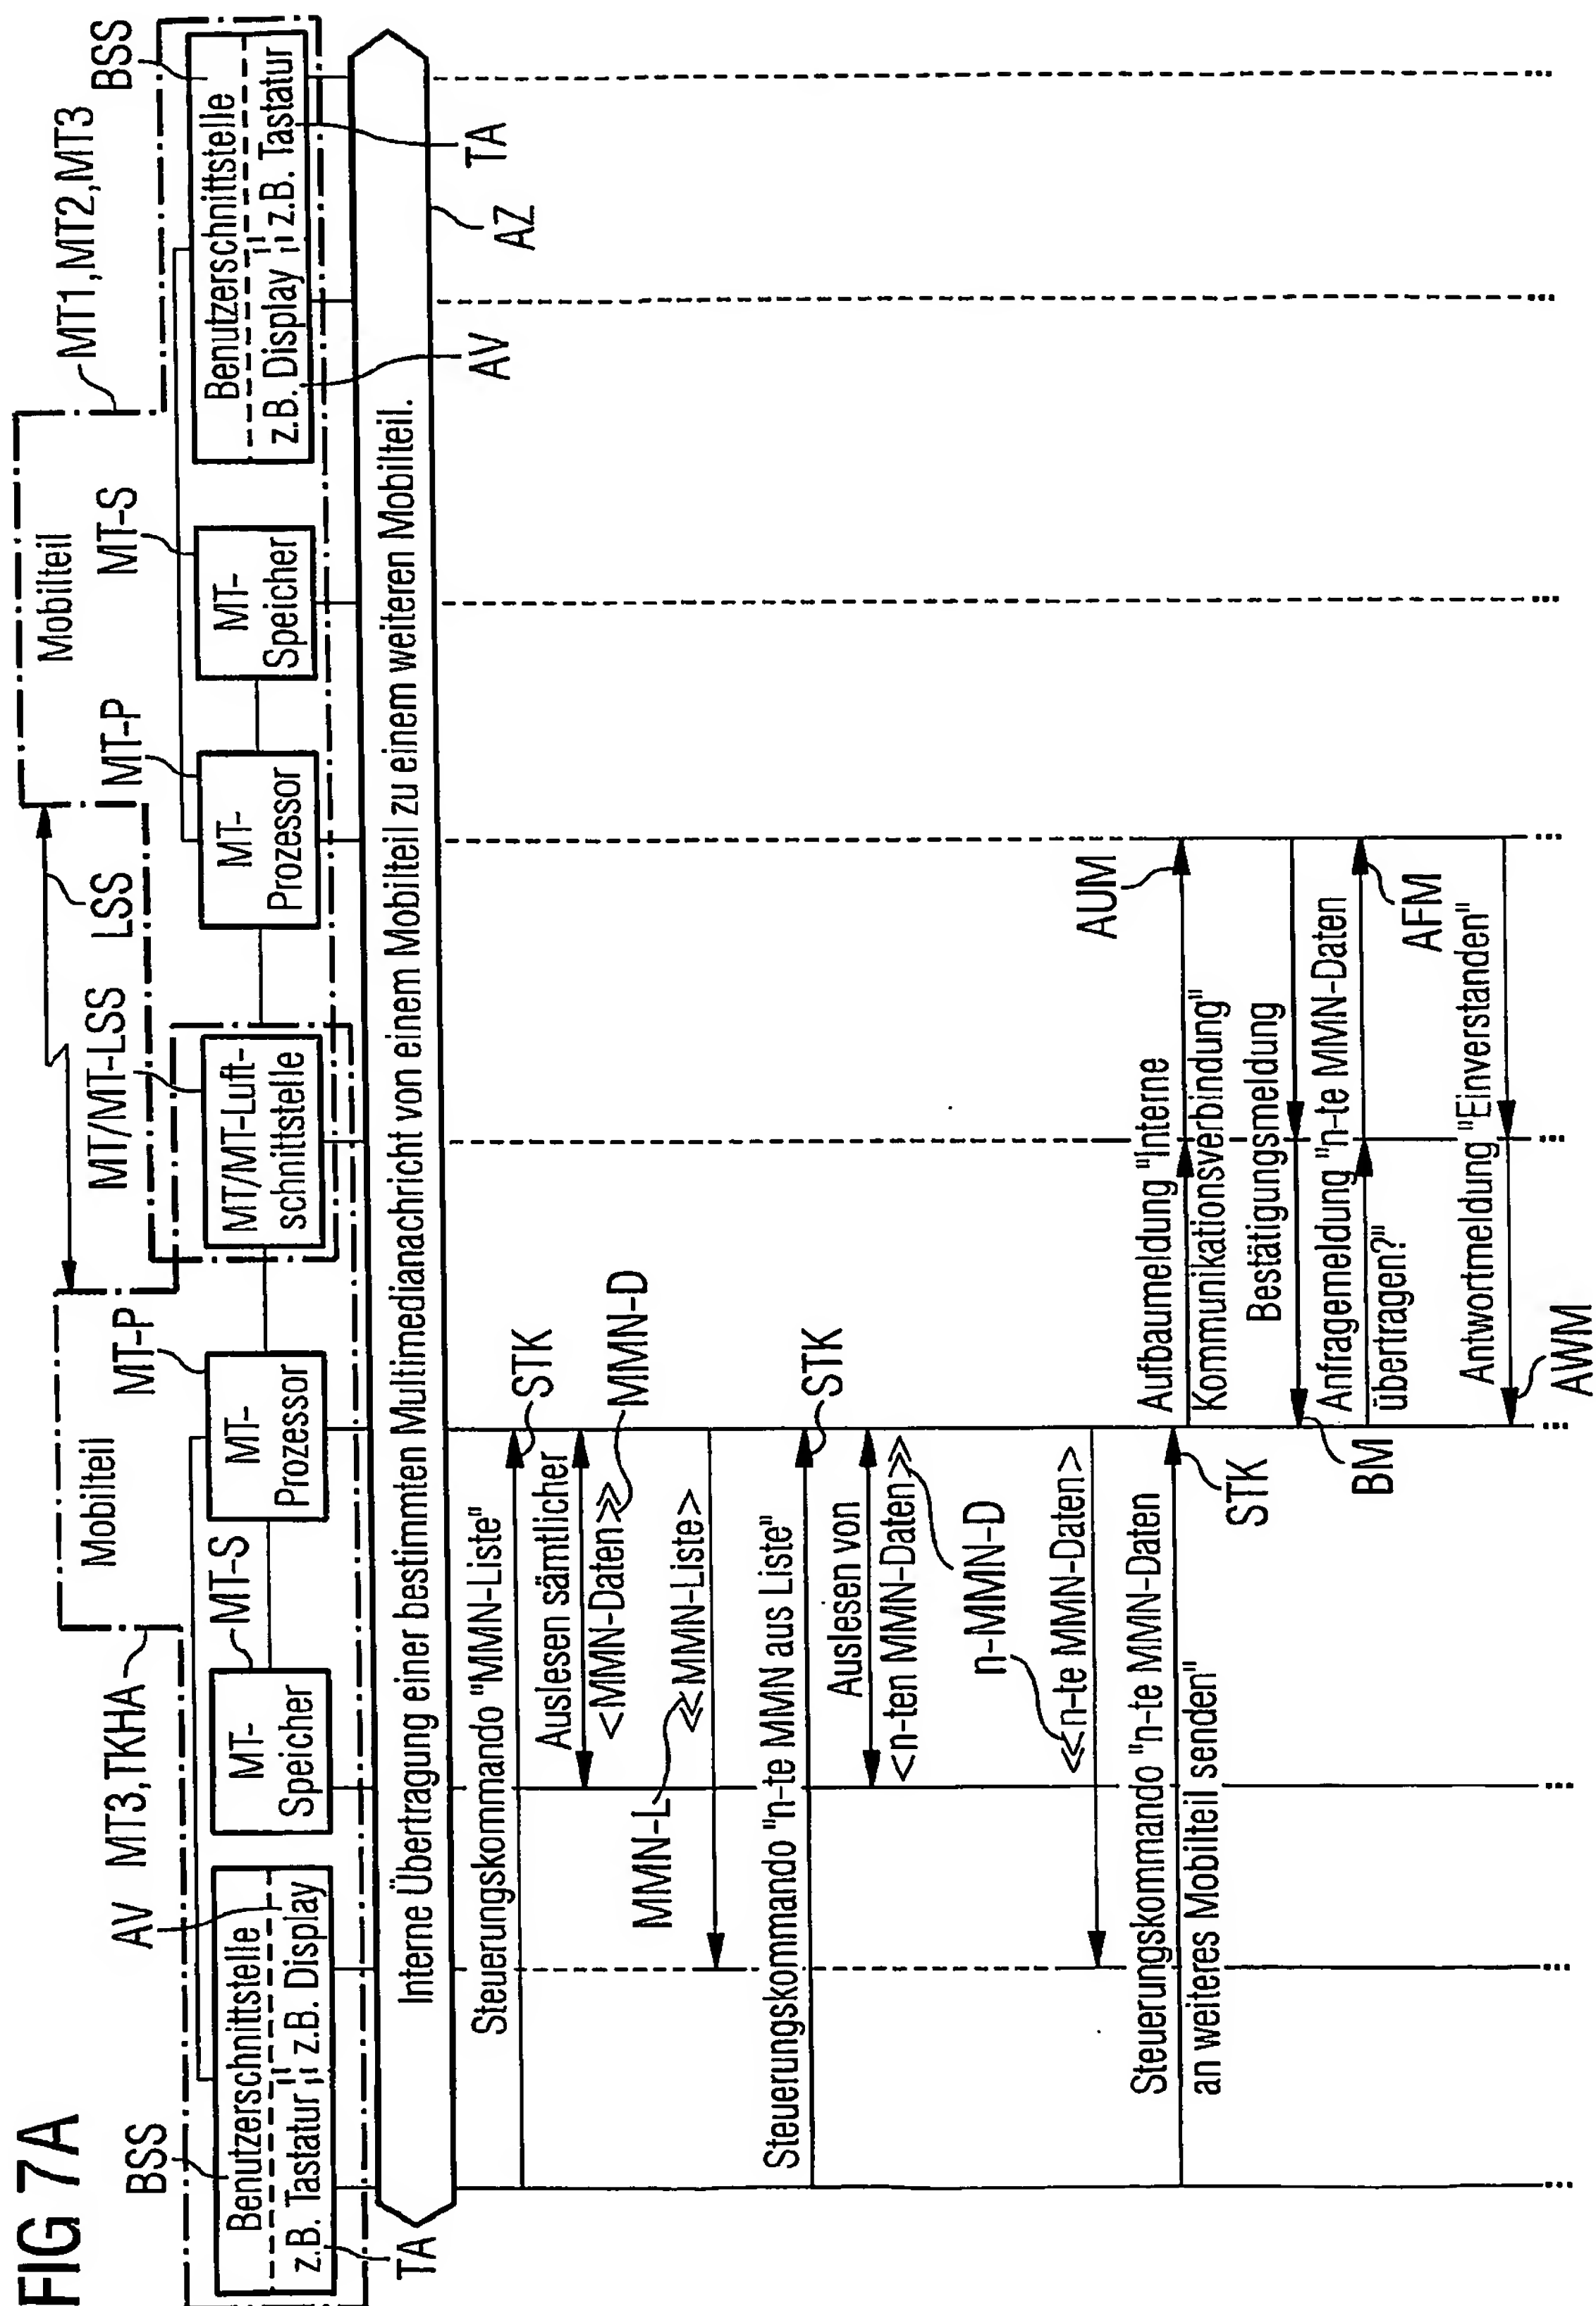 FIG 7A
BSS
AV
MT3,TKHA
MT-S
Mobilteil
MT-P
MT/MT-LSS
LSS
MT-P
Mobilteil
MT-S
MT1,MT2,MT3
BSS
Benutzerschnittstelle
z.B. Tastatur
z.B. Display
MT-
Speicher
MT-
Prozessor
MT/MT-Luft-
schnittstelle
MT-
Prozessor
MT-
Speicher
Benutzerschnittstelle
z.B. Display
z.B. Tastatur
TA
Interne Übertragung einer bestimmten Multimedianachricht von einem Mobilteil zu einem weiteren Mobilteil.
AV
TA
AZ
Steuerungskommando "MMN-Liste"
STK
Auslesen sämtlicher
<MMN-Daten>>
MMN-D
MMN-L
<<MMN-Liste>
Steuerungskommando "n-te MMN aus Liste"
STK
Auslesen von
<n-ten MMN-Daten>>
n-MMN-D
<<n-te MMN-Daten>
Steuerungskommando "n-te MMN-Daten
an weiteres Mobilteil senden"
STK
Aufbaumeldung "Interne
Kommunikationsverbindung"
AUM
Bestätigungsmeldung
BM
Anfragemeldung "n-te MMN-Daten
übertragen?"
AFM
Antwortmeldung "Einverstanden"
AWM